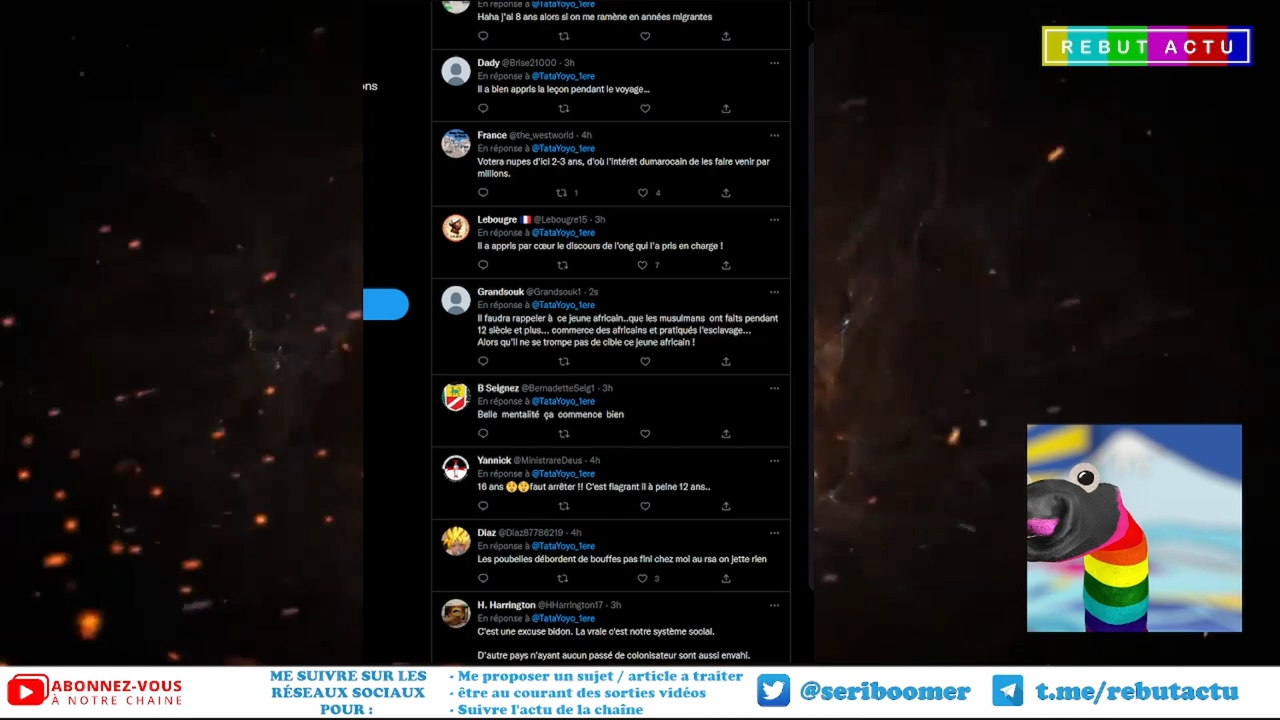 En réponse à @TataYoyo_1ere
Haha j'ai 8 ans alors si on me ramène en années migrantes
REBUT ACTU
Dady @Brise21000 · 3h
En réponse à @TataYoyo_1ere
Il a bien appris la leçon pendant le voyage...
ons
France @the_westworld · 4h
En réponse à @TataYoyo_1ere
Votera nupes d'ici 2-3 ans, d'où l'intérêt dumarocain de les faire venir par
millions.
1 4
Lebougre @Lebougre15 · 3h
En réponse à @TataYoyo_1ere
Il a appris par cœur le discours de l'ong qui l'a pris en charge !
7
Grandsouk @Grandsouk1 · 2s
En réponse à @TataYoyo_1ere
Il faudra rappeler à ce jeune africain..que les musulmans ont faits pendant
12 siècle et plus... commerce des africains et pratiqués l'esclavage...
Alors qu'il ne se trompe pas de cible ce jeune africain !
B Seignez @BernadetteSeig1 · 3h
En réponse à @TataYoyo_1ere
Belle mentalité ça commence bien
Yannick @MinistrareDeus · 4h
En réponse à @TataYoyo_1ere
16 ans 🤔🤔faut arrêter !! C'est flagrant il à peine 12 ans..
Diaz @Diaz87786219 · 4h
En réponse à @TataYoyo_1ere
Les poubelles débordent de bouffes pas fini chez moi au rsa on jette rien
3
H. Harrington @HHarrington17 · 3h
En réponse à @TataYoyo_1ere
C'est une excuse bidon. La vraie c'est notre système social.
D'autre pays n'ayant aucun passé de colonisateur sont aussi envahi.
ABONNEZ-VOUS
À NOTRE CHAINE
ME SUIVRE SUR LES
RÉSEAUX SOCIAUX
POUR :
· Me proposer un sujet / article a traiter
· être au courant des sorties vidéos
· Suivre l'actu de la chaîne
@seriboomer
t.me/rebutactu